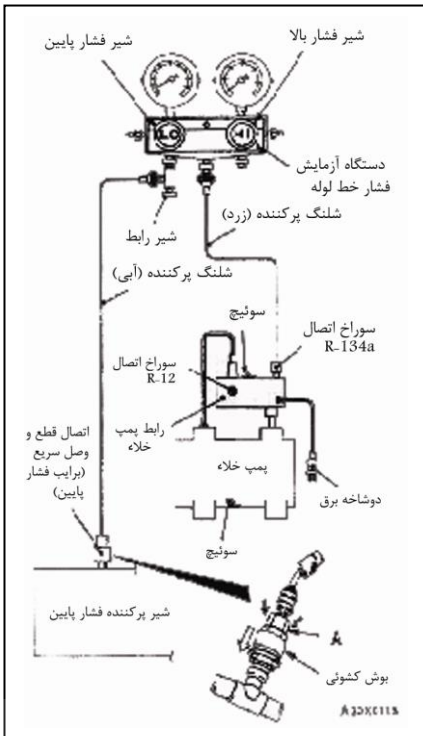 شیر فشار پایین
شیر فشار بالا
LO
HI
دستگاه آزمایش
فشار خط لوله
شیر رابط
شلنگ پرکننده (زرد)
شلنگ پرکننده (آبی)
سوئیچ
سوراخ اتصال
R-134a
سوراخ اتصال
R-12
رابط پمپ
خلاء
اتصال قطع و
وصل سریع
(برایب فشار
پایین)
پمپ خلاء
دوشاخه برق
سوئیچ
شیر پرکننده فشار پایین
A
بوش کشوئی